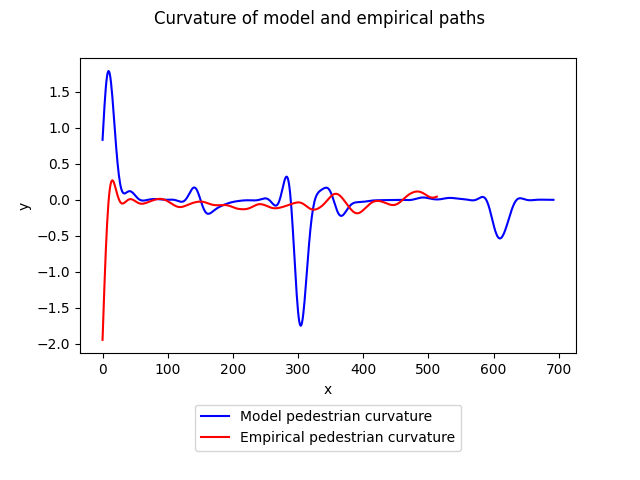 Curvature of model and empirical paths
1.5
1.0
0.5
0.0
−0.5
−1.0
−1.5
−2.0
y
0 100 200 300 400 500 600 700
x
Model pedestrian curvature
Empirical pedestrian curvature